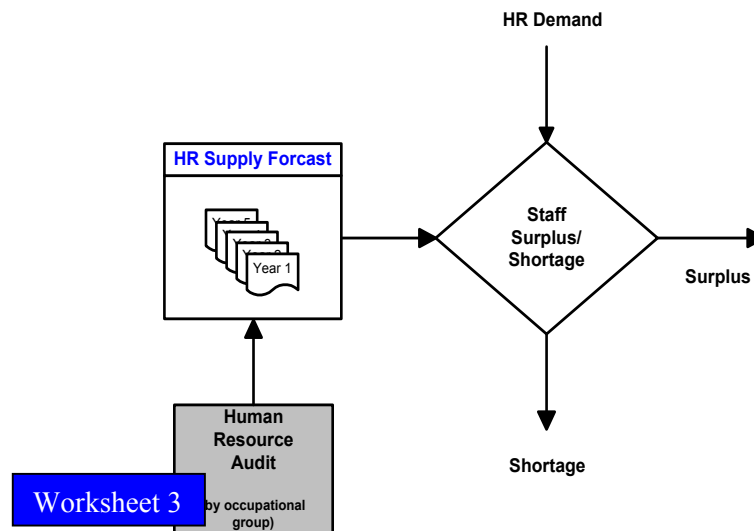 HR Demand
HR Supply Forcast
Year 5
Year 1
Staff
Surplus/
Shortage
Surplus
Human
Resource
Audit
by occupational
group)
Worksheet 3
Shortage